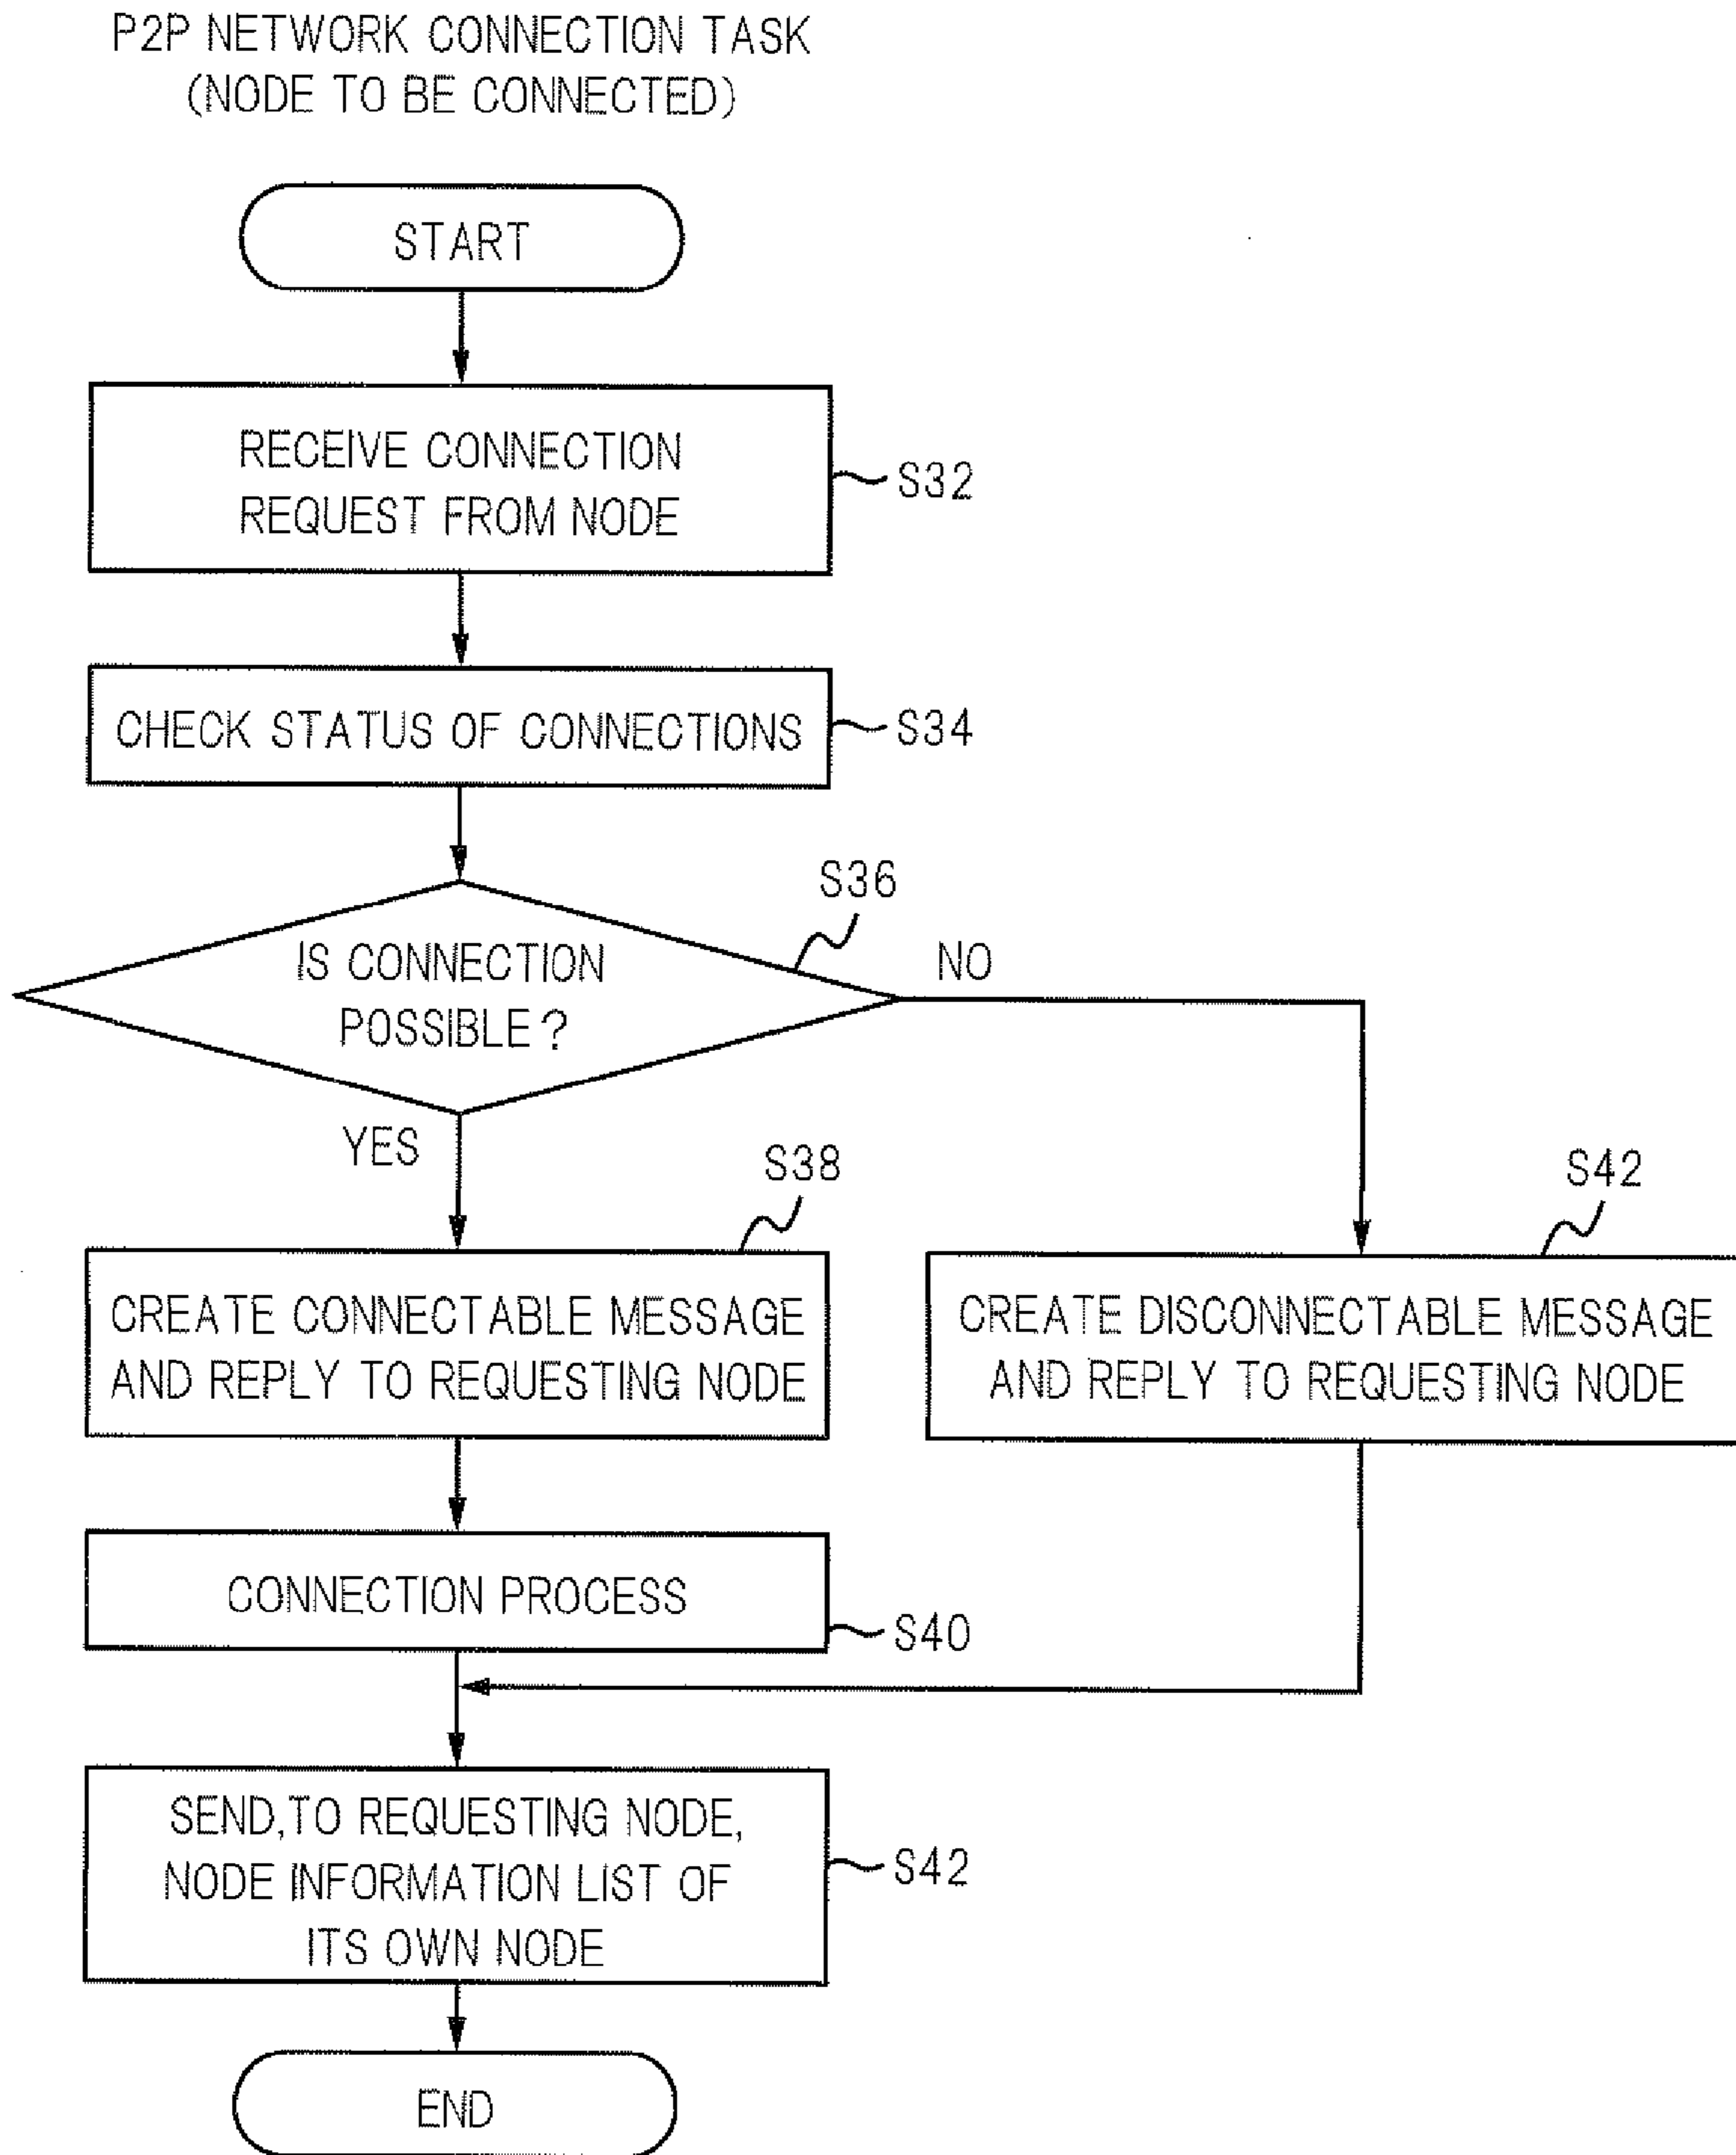 P2P NETWORK CONNECTION TASK
(NODE TO BE CONNECTED)
START
RECEIVE CONNECTION
REQUEST FROM NODE
S32
CHECK STATUS OF CONNECTIONS
S34
S36
IS CONNECTION
POSSIBLE?
NO
YES
S38
CREATE CONNECTABLE MESSAGE
AND REPLY TO REQUESTING NODE
S42
CREATE DISCONNECTABLE MESSAGE
AND REPLY TO REQUESTING NODE
CONNECTION PROCESS
S40
SEND,TO REQUESTING NODE,
NODE INFORMATION LIST OF
ITS OWN NODE
S42
END